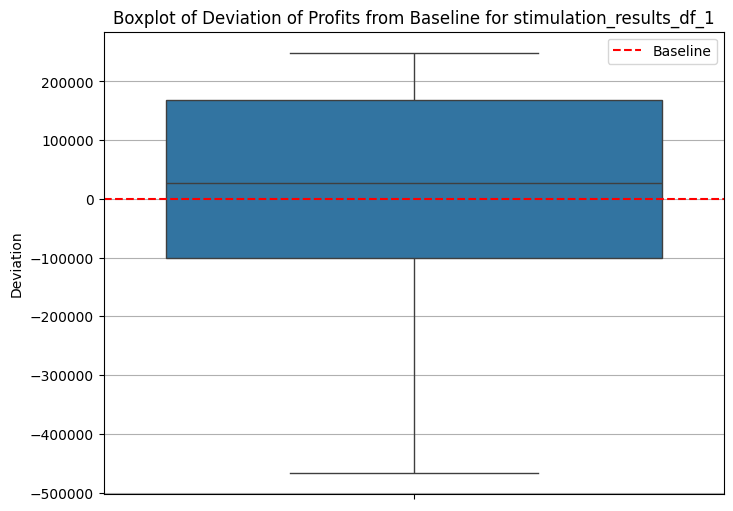 Boxplot of Deviation of Profits from Baseline for stimulation_results_df_1
Baseline
200000
100000
0
−100000
−200000
−300000
−400000
−500000
Deviation